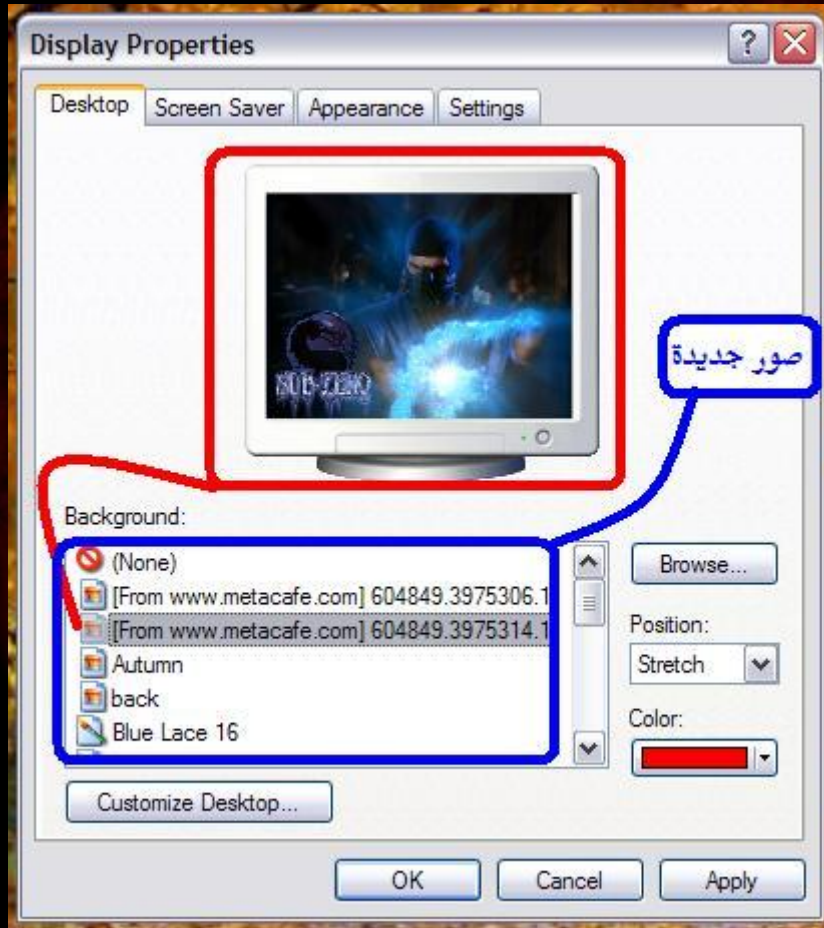 Display Properties
Desktop Screen Saver Appearance Settings
SUB-ZERO
صور جديدة
Background:
(None)
[From www.metacafe.com] 604849.3975306.1
[From www.metacafe.com] 604849.3975314.1
Autumn
back
Blue Lace 16
Browse...
Position:
Stretch
Color:
Customize Desktop...
OK Cancel Apply